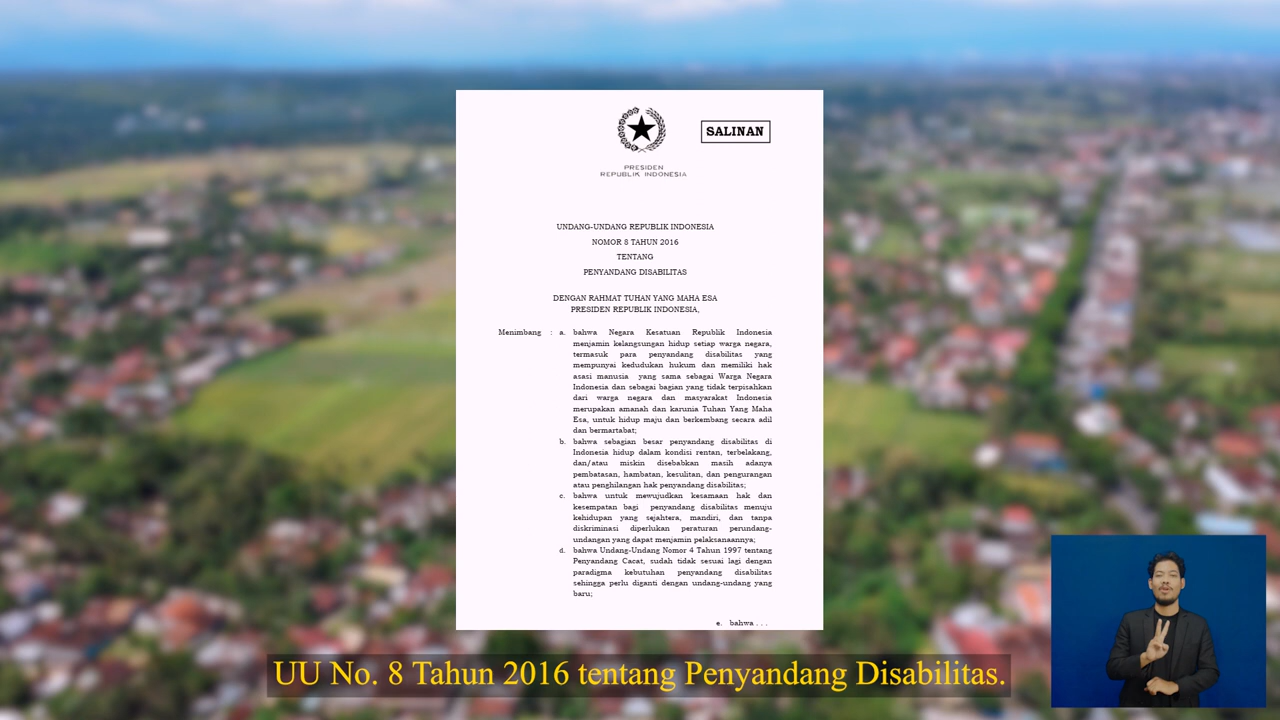 SALINAN
PRESIDEN
REPUBLIK INDONESIA
UNDANG-UNDANG REPUBLIK INDONESIA
NOMOR 8 TAHUN 2016
TENTANG
PENYANDANG DISABILITAS
DENGAN RAHMAT TUHAN YANG MAHA ESA
PRESIDEN REPUBLIK INDONESIA,
Menimbang : a. bahwa Negara Kesatuan Republik Indonesia
menjamin kelangsungan hidup setiap warga negara,
termasuk para penyandang disabilitas yang
mempunyai kedudukan hukum dan memiliki hak
asasi manusia yang sama sebagai Warga Negara
Indonesia dan sebagai bagian yang tidak terpisahkan
dari warga negara dan masyarakat Indonesia
merupakan amanah dan karunia Tuhan Yang Maha
Esa, untuk hidup maju dan berkembang secara adil
dan bermartabat;
b. bahwa sebagian besar penyandang disabilitas di
Indonesia hidup dalam kondisi rentan, terbelakang,
dan/atau miskin disebabkan masih adanya
pembatasan, hambatan, kesulitan, dan pengurangan
atau penghilangan hak penyandang disabilitas;
c. bahwa untuk mewujudkan kesamaan hak dan
kesempatan bagi penyandang disabilitas menuju
kehidupan yang sejahtera, mandiri, dan tanpa
diskriminasi diperlukan peraturan perundang-
undangan yang dapat menjamin pelaksanaannya;
d. bahwa Undang-Undang Nomor 4 Tahun 1997 tentang
Penyandang Cacat, sudah tidak sesuai lagi dengan
paradigma kebutuhan penyandang disabilitas
sehingga perlu diganti dengan undang-undang yang
baru;
e. bahwa . . .
UU No. 8 Tahun 2016 tentang Penyandang Disabilitas.